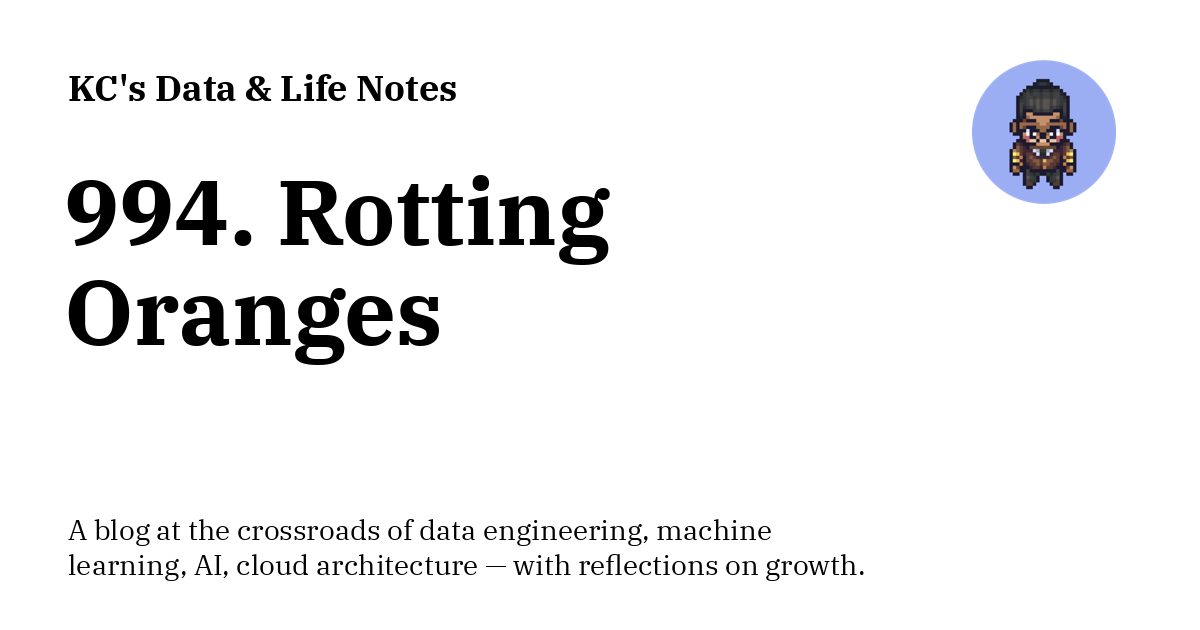 KC's Data & Life Notes
994. Rotting
Oranges
A blog at the crossroads of data engineering, machine
learning, AI, cloud architecture — with reflections on growth.